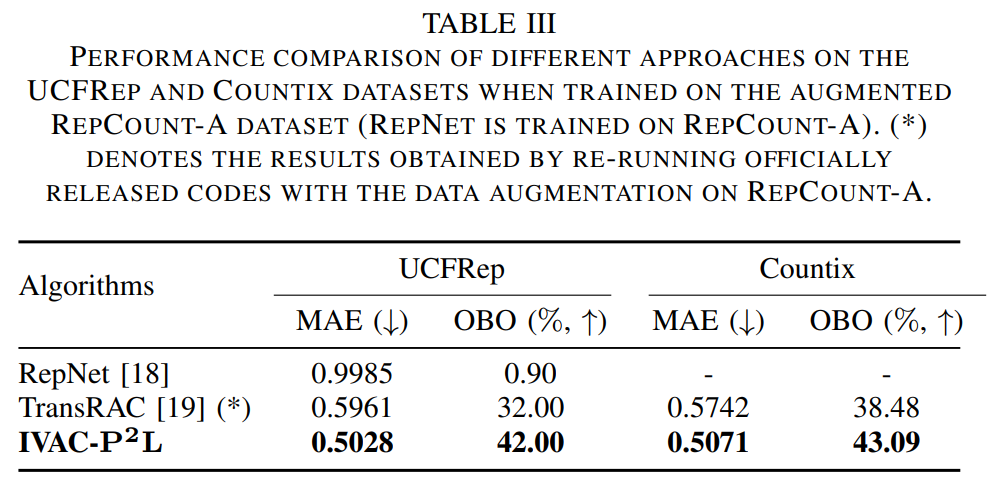 TABLE III
PERFORMANCE COMPARISON OF DIFFERENT APPROACHES ON THE
UCFREP AND COUNTIX DATASETS WHEN TRAINED ON THE AUGMENTED
REPCOUNT-A DATASET (REPNET IS TRAINED ON REPCOUNT-A). (*)
DENOTES THE RESULTS OBTAINED BY RE-RUNNING OFFICIALLY
RELEASED CODES WITH THE DATA AUGMENTATION ON REPCOUNT-A.
Algorithms UCFRep Countix
MAE (↓) OBO (%, ↑) MAE (↓) OBO (%, ↑)
RepNet [18] 0.9985 0.90 - -
TransRAC [19] (*) 0.5961 32.00 0.5742 38.48
IVAC-P²L 0.5028 42.00 0.5071 43.09